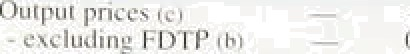 Output prices (c) —
- excluding FDTP (b) — (